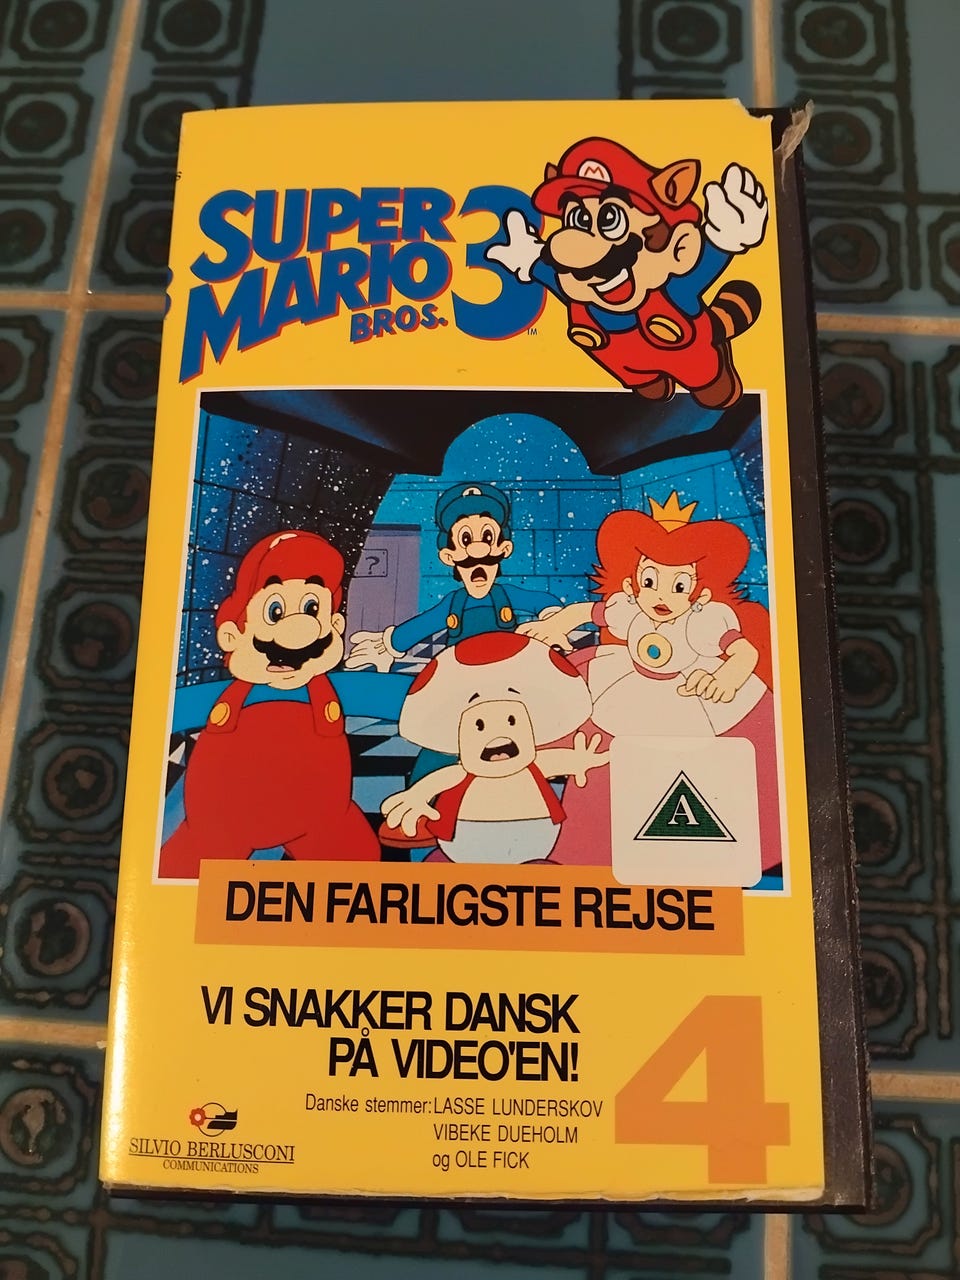 SUPER
MARIO
BROS. 3
TM
M
?
A
DEN FARLIGSTE REJSE
VI SNAKKER DANSK
PÅ VIDEO'EN!
4
Danske stemmer: LASSE LUNDERSKOV
VIBEKE DUEHOLM
og OLE FICK
SILVIO BERLUSCONI
COMMUNICATIONS